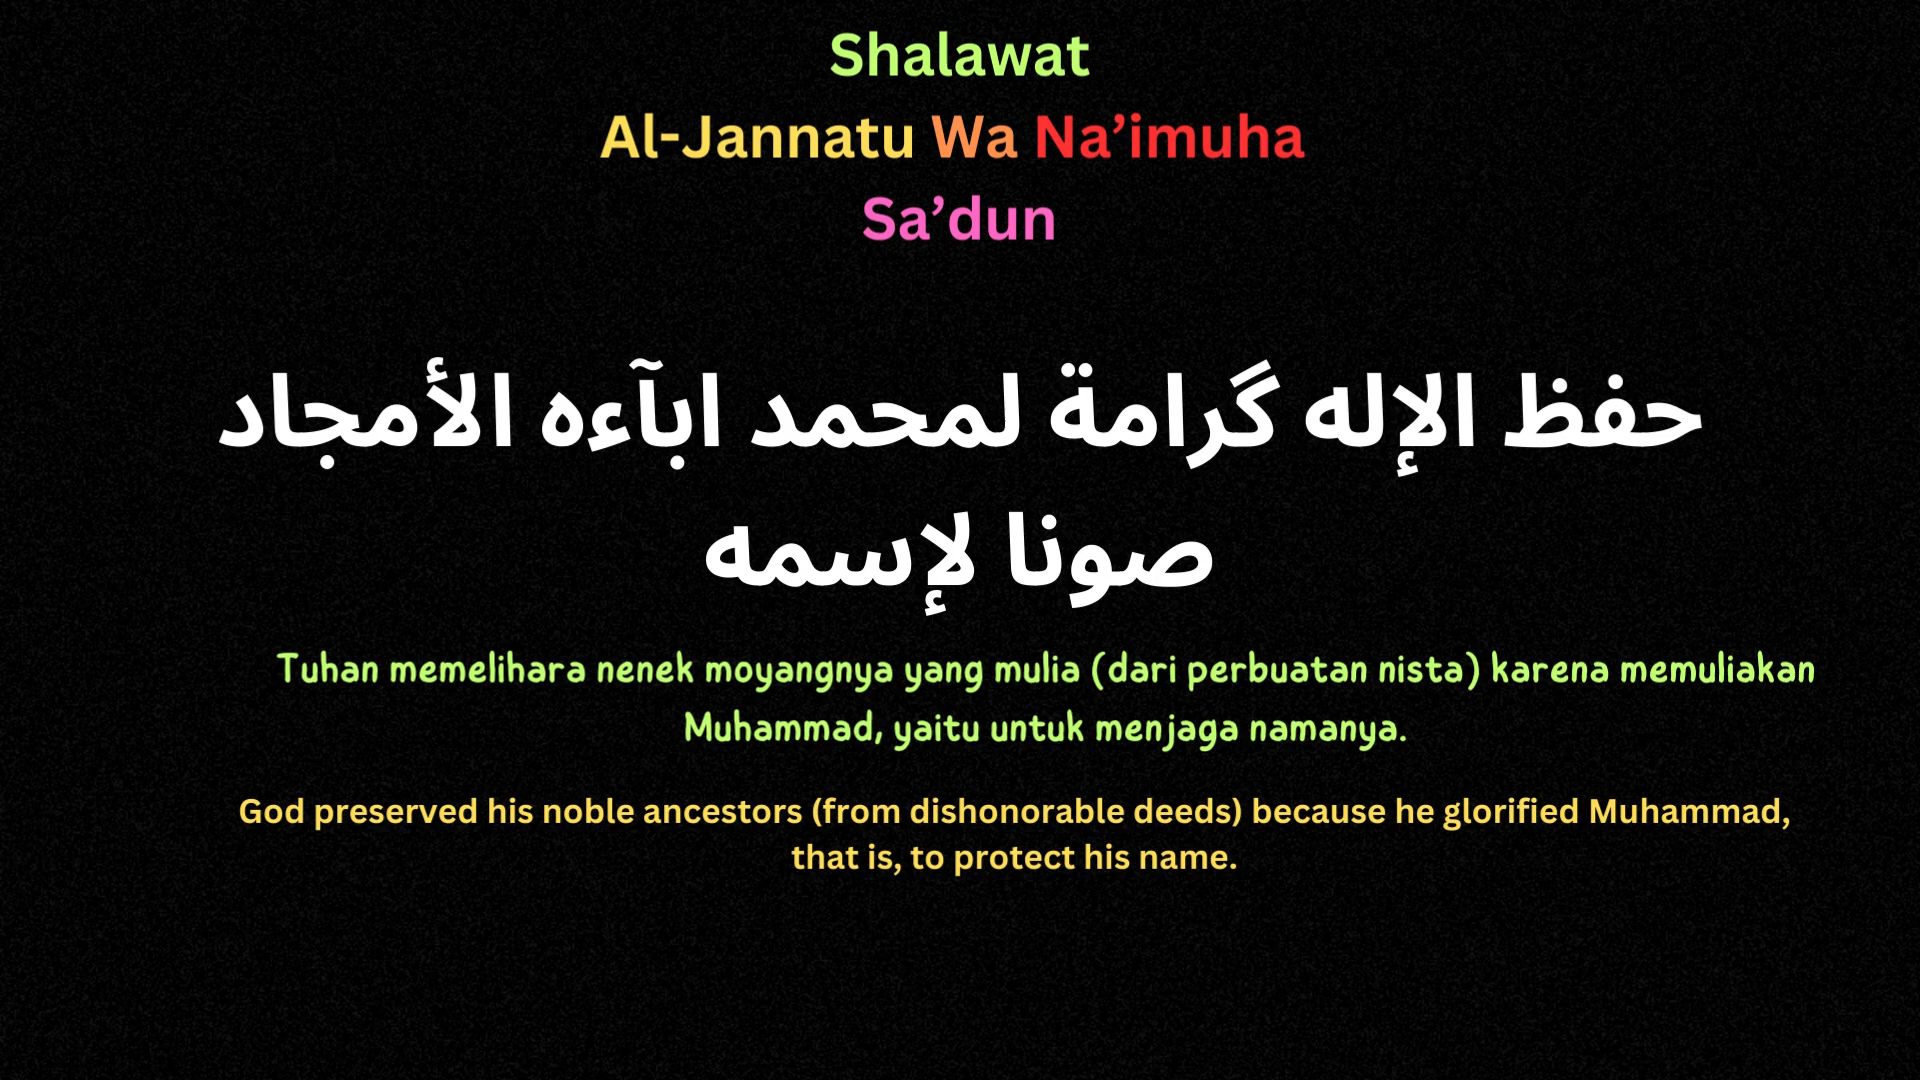 Shalawat
Al-Jannatu Wa Na’imuha
Sa’dun
حفظ الإله گرامة لمحمد ابآءه الأمجاد
صونا لإسمه
Tuhan memelihara nenek moyangnya yang mulia (dari perbuatan nista) karena memuliakan
Muhammad, yaitu untuk menjaga namanya.
God preserved his noble ancestors (from dishonorable deeds) because he glorified Muhammad,
that is, to protect his name.